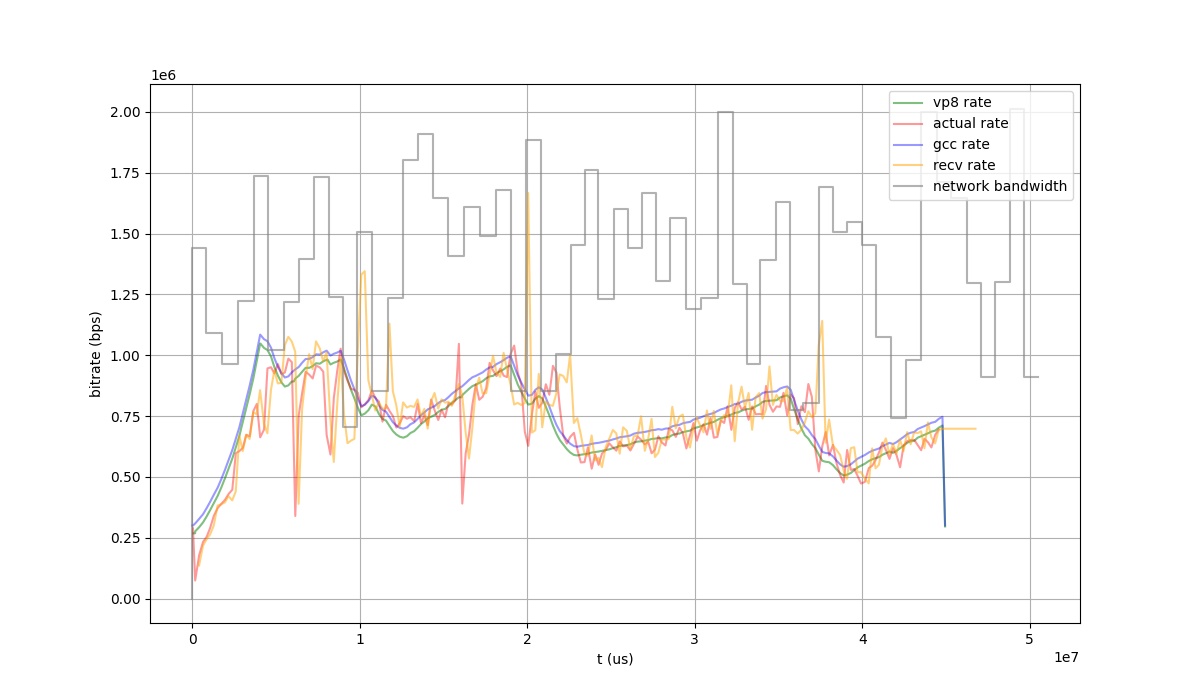 1e6
2.00
1.75
1.50
1.25
1.00
0.75
0.50
0.25
0.00
bitrate (bps)
0
1
2
3
4
5
t (us)
1e7
vp8 rate
actual rate
gcc rate
recv rate
network bandwidth